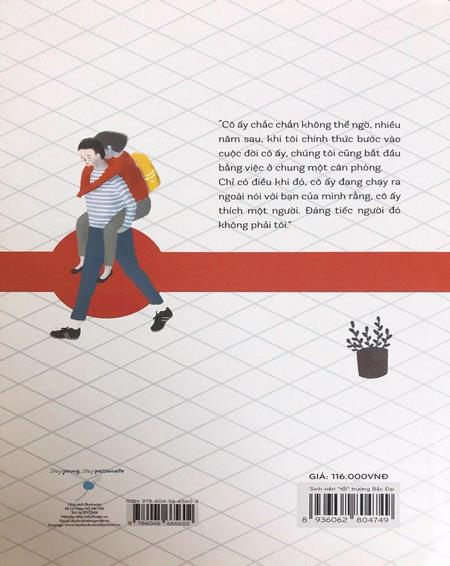 "Cô ấy chắc chắn không thể ngờ, nhiều
năm sau, khi tôi chính thức bước vào
cuộc đời cô ấy, chúng tôi cũng bắt đầu
bằng việc ở chung một căn phòng.
Chỉ có điều khi đó, cô ấy đang chạy ra
ngoài nói với bạn của mình rằng, cô ấy
thích một người. Đáng tiếc người đó
không phải tôi."
Stay young, stay passionate
ISBN: 978-604-56-6560-2
9 786045 665602
GIÁ: 116.000VNĐ
Sinh viên "tồi" trường Bắc Đại
8 936062 804749